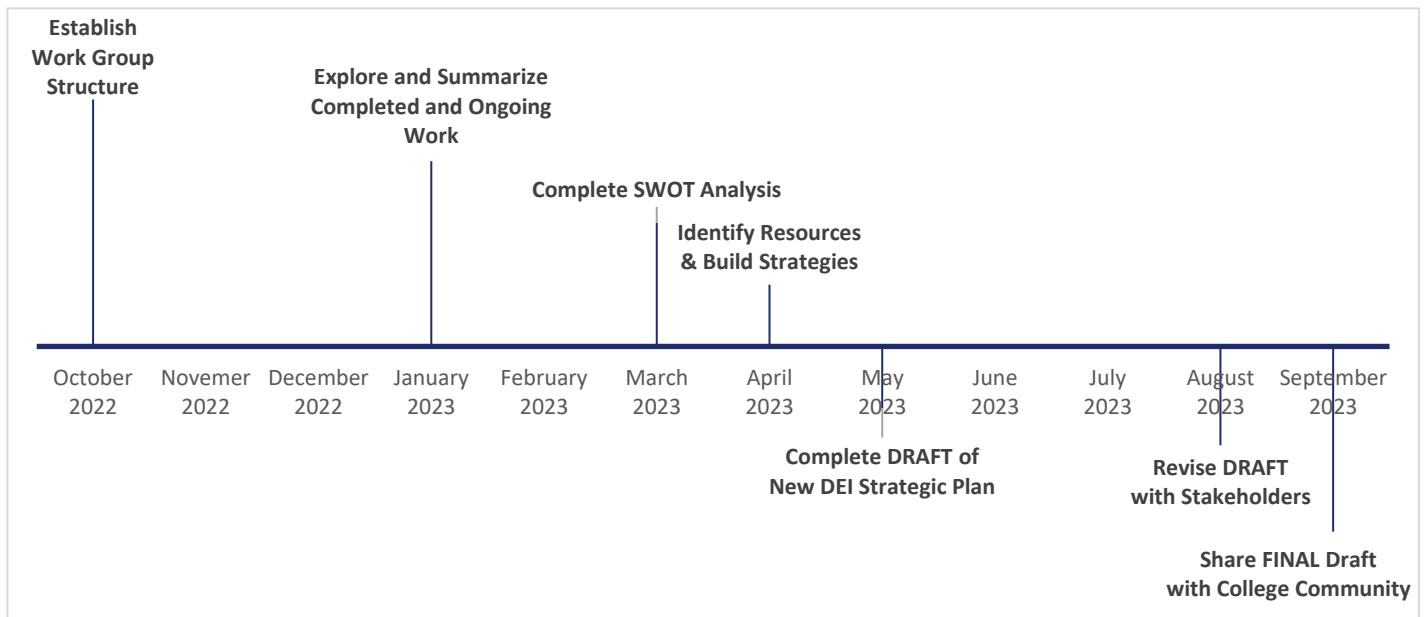 Establish
Work Group
Structure
Explore and Summarize
Completed and Ongoing
Work
Complete SWOT Analysis
Identify Resources
& Build Strategies
October
2022
Novemer
2022
December
2022
January
2023
February
2023
March
2023
April
2023
May
2023
June
2023
July
2023
August
2023
September
2023
Complete DRAFT of
New DEI Strategic Plan
Revise DRAFT
with Stakeholders
Share FINAL Draft
with College Community